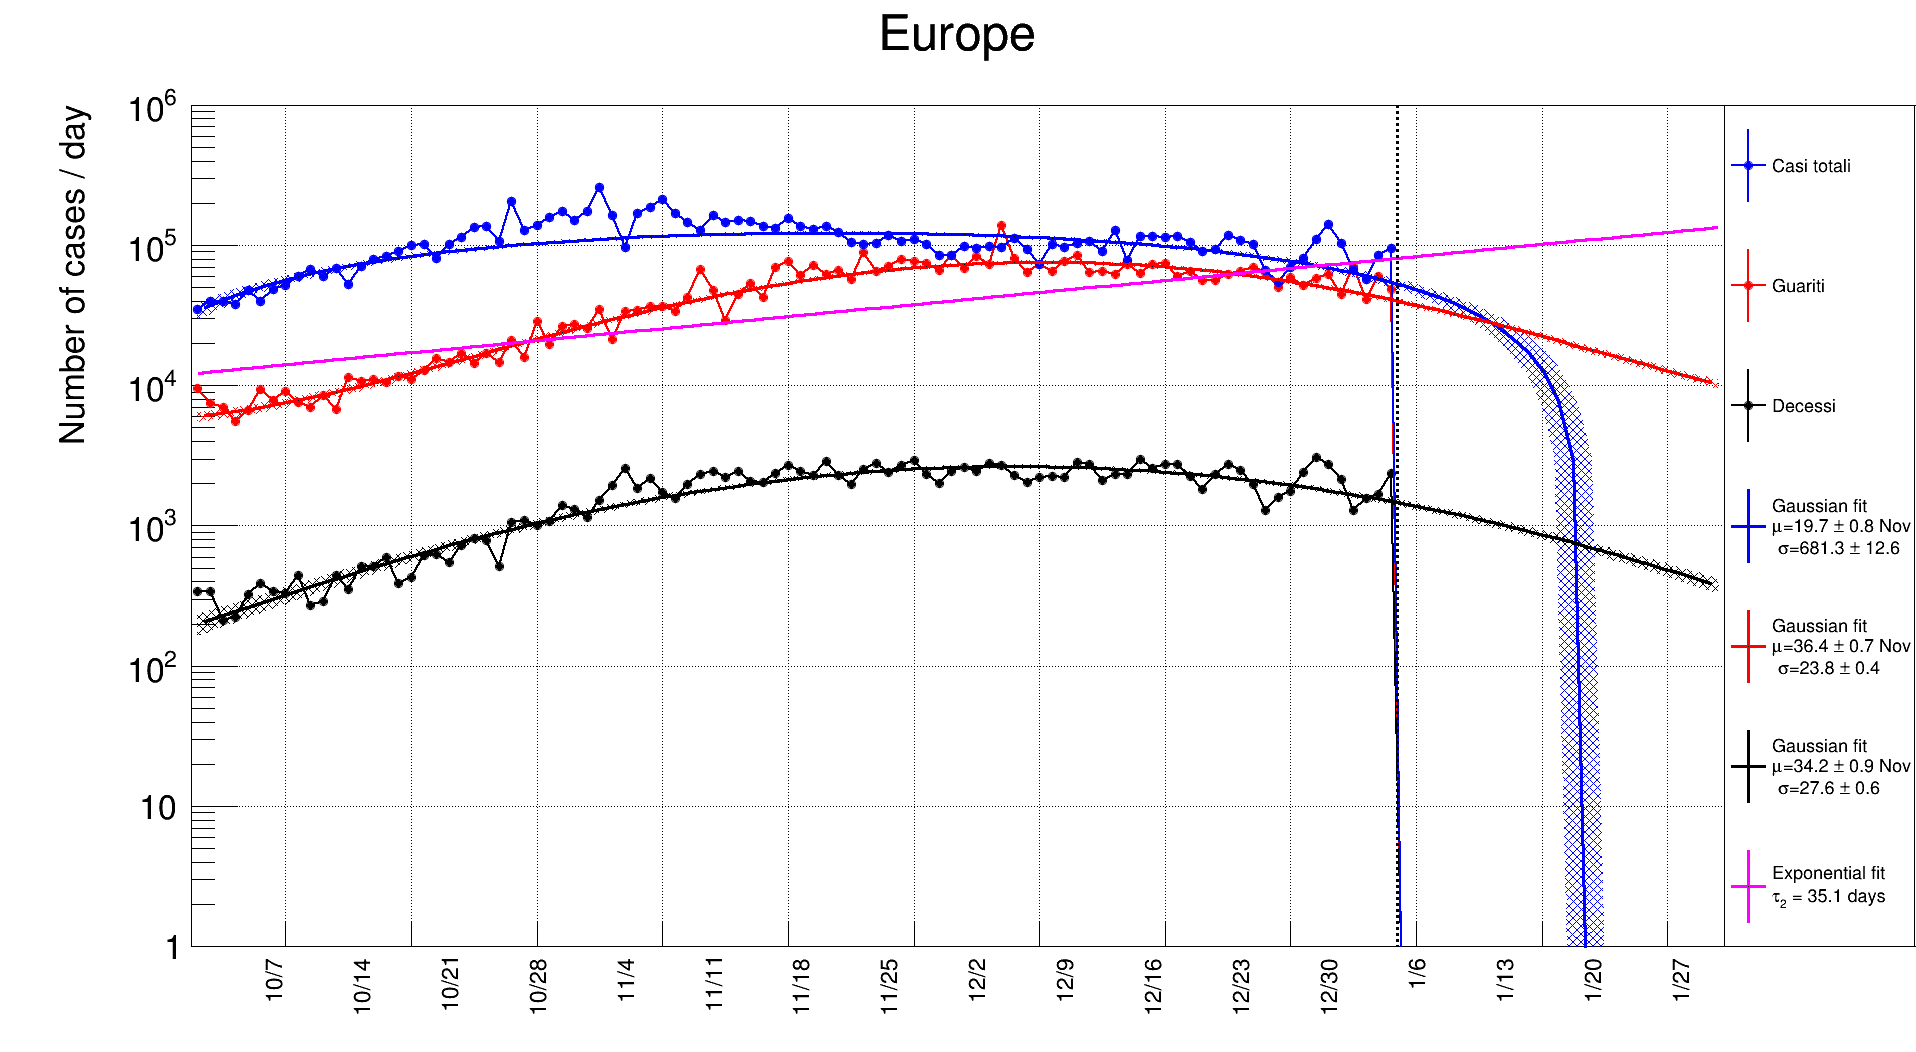 Europe
Number of cases / day
10^6
10^5
10^4
10^3
10^2
10
1
10/7
10/14
10/21
10/28
11/4
11/11
11/18
11/25
12/2
12/9
12/16
12/23
12/30
1/6
1/13
1/20
1/27
Casi totali
Guariti
Decessi
Gaussian fit
μ=19.7 ± 0.8 Nov
σ=681.3 ± 12.6
Gaussian fit
μ=36.4 ± 0.7 Nov
σ=23.8 ± 0.4
Gaussian fit
μ=34.2 ± 0.9 Nov
σ=27.6 ± 0.6
Exponential fit
τ₂ = 35.1 days